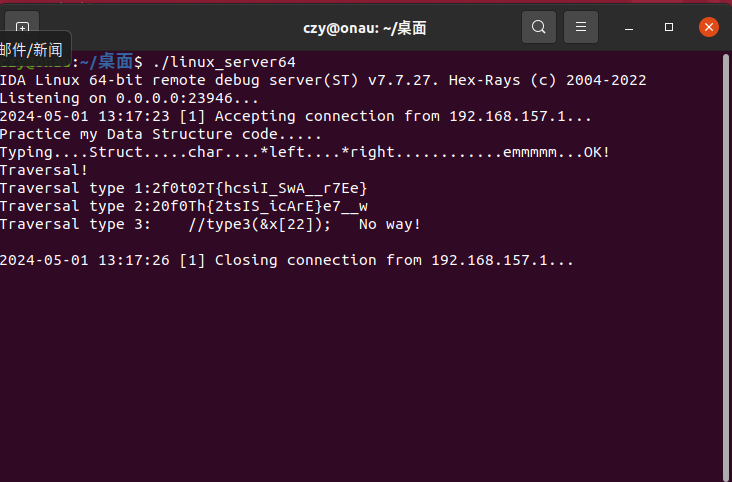 czy@onau: ~/桌面
邮件/新闻
czy@onau:~/桌面$ ./linux_server64
IDA Linux 64-bit remote debug server(ST) v7.7.27. Hex-Rays (c) 2004-2022
Listening on 0.0.0.0:23946...
2024-05-01 13:17:23 [1] Accepting connection from 192.168.157.1...
Practice my Data Structure code.....
Typing....Struct.....char....*left....*right............emmmmm...OK!
Traversal!
Traversal type 1:2f0t02T{hcsiI_SwA__r7Ee}
Traversal type 2:20f0Th{2tsIS_icArE}e7__w
Traversal type 3:    //type3(&x[22]);   No way!
2024-05-01 13:17:26 [1] Closing connection from 192.168.157.1...